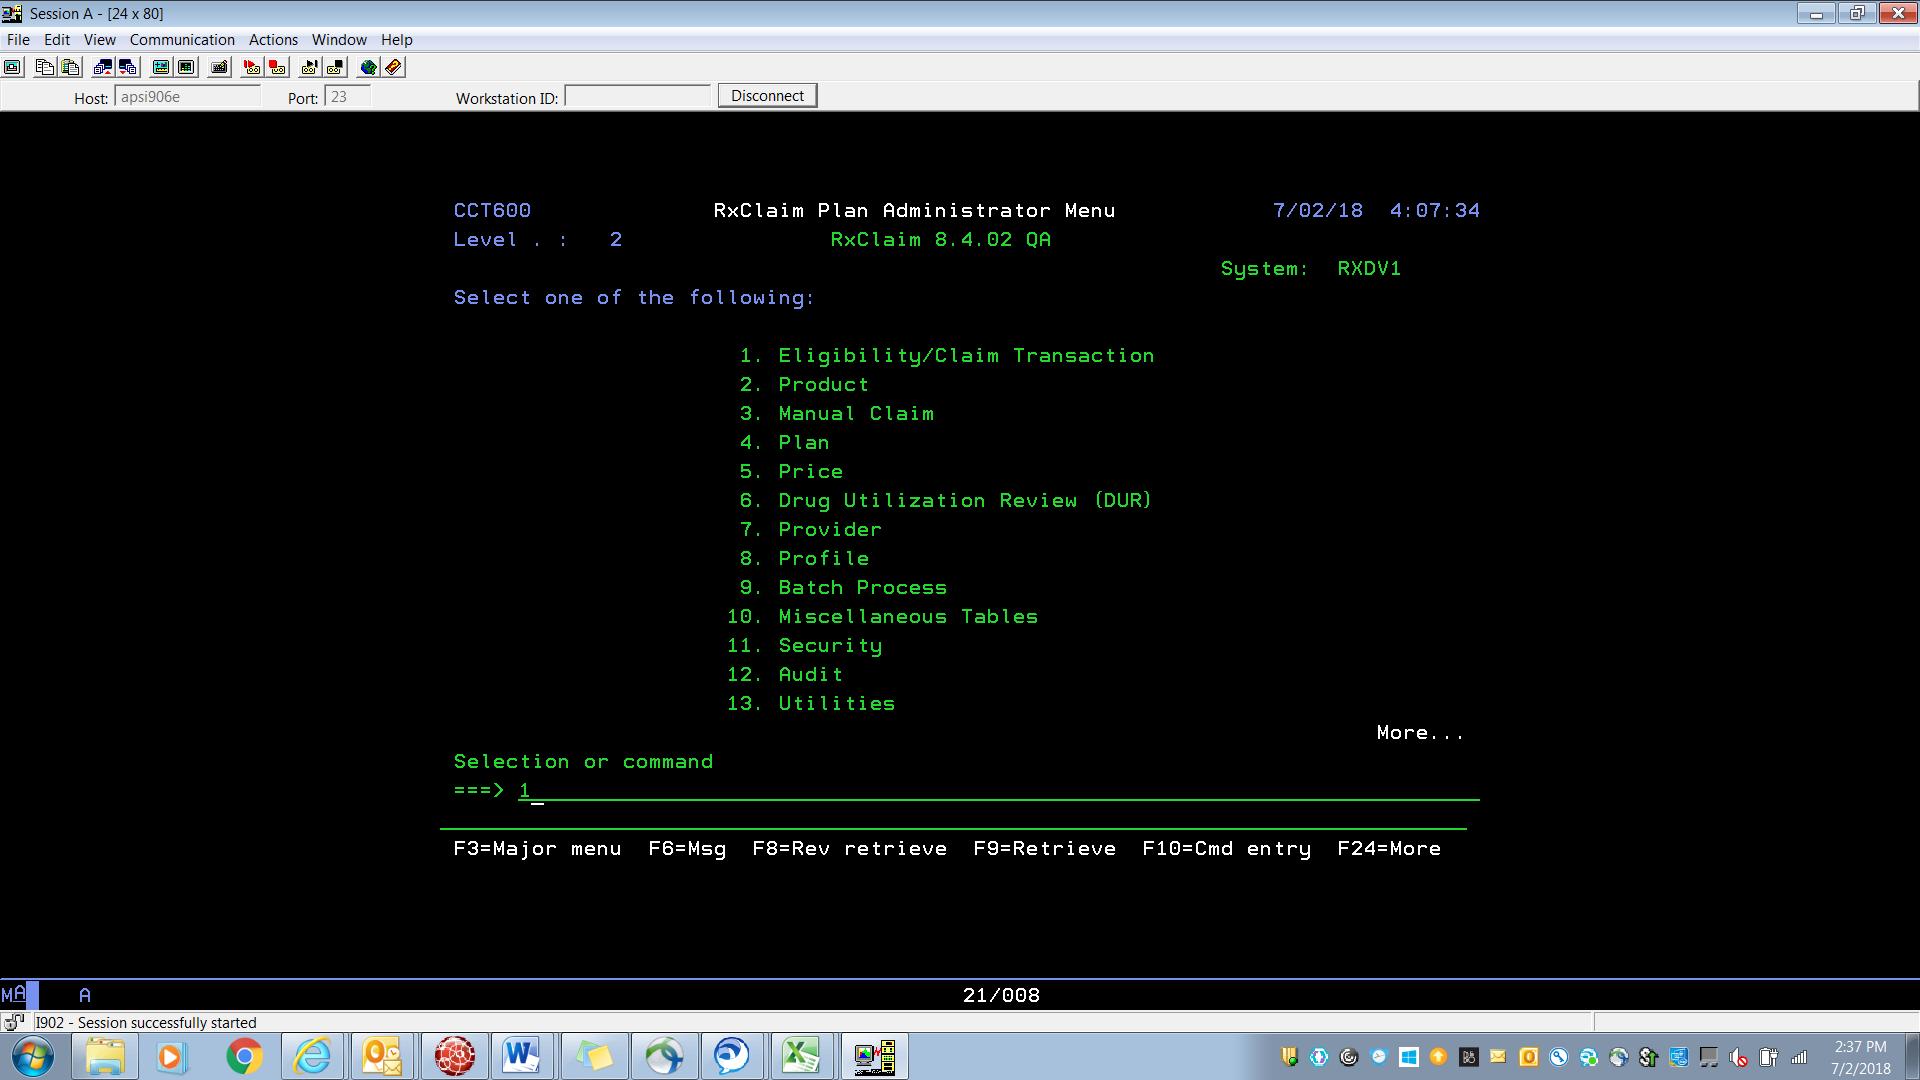 Session A - [24 x 80]
File Edit View Communication Actions Window Help
Host: apsi906e Port: 23 Workstation ID: Disconnect
CCT600 RxClaim Plan Administrator Menu 7/02/18 4:07:34
Level . : 2 RxClaim 8.4.02 QA
System: RXDV1
Select one of the following:
1. Eligibility/Claim Transaction
2. Product
3. Manual Claim
4. Plan
5. Price
6. Drug Utilization Review (DUR)
7. Provider
8. Profile
9. Batch Process
10. Miscellaneous Tables
11. Security
12. Audit
13. Utilities
More...
Selection or command
===> 1
F3=Major menu F6=Msg F8=Rev retrieve F9=Retrieve F10=Cmd entry F24=More
MA A 21/008
I902 - Session successfully started
2:37 PM
7/2/2018